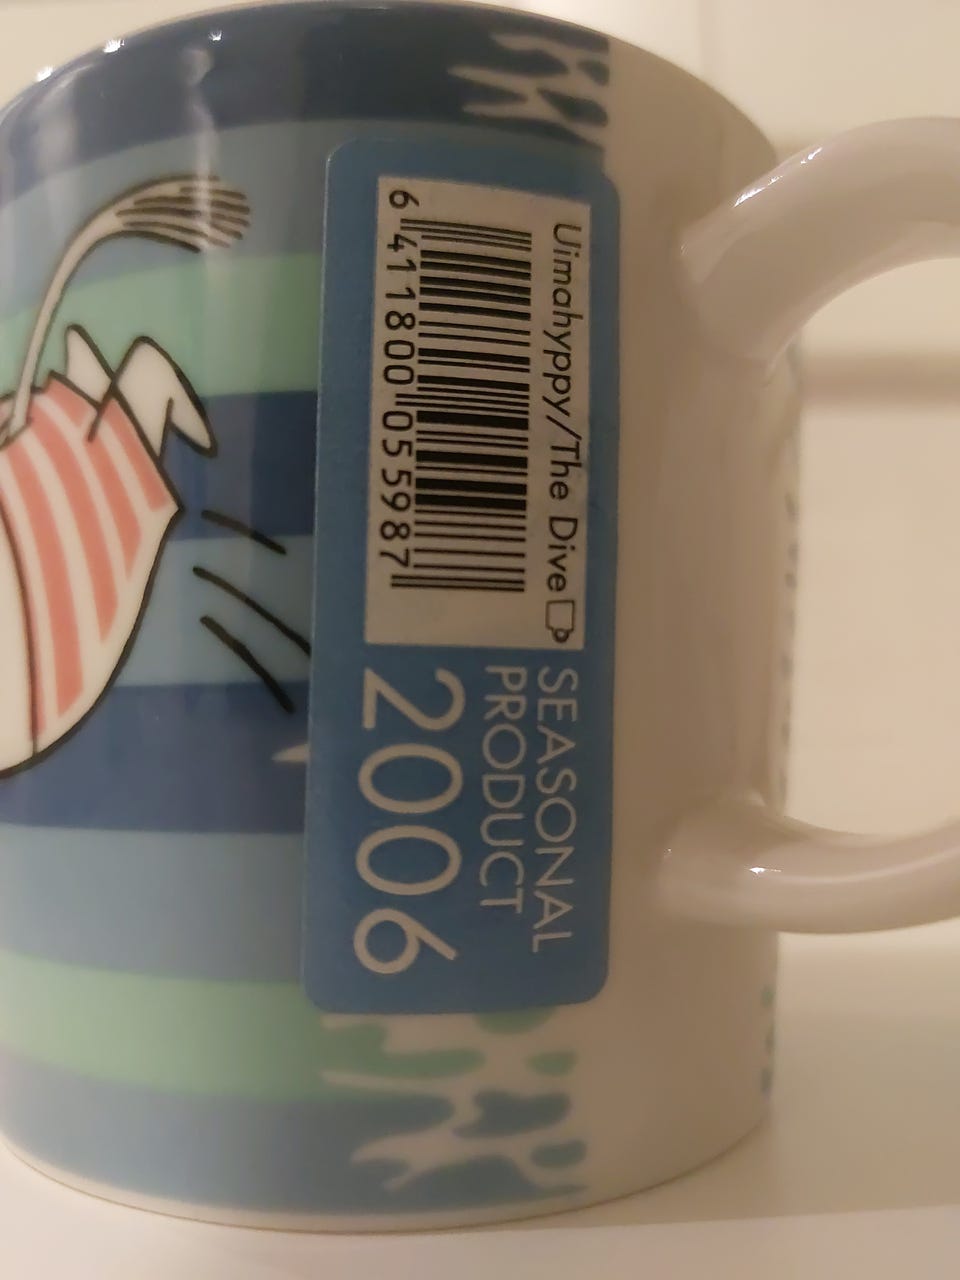 Uimahyppy/The Dive
6 411800 055987
SEASONAL
PRODUCT
2006